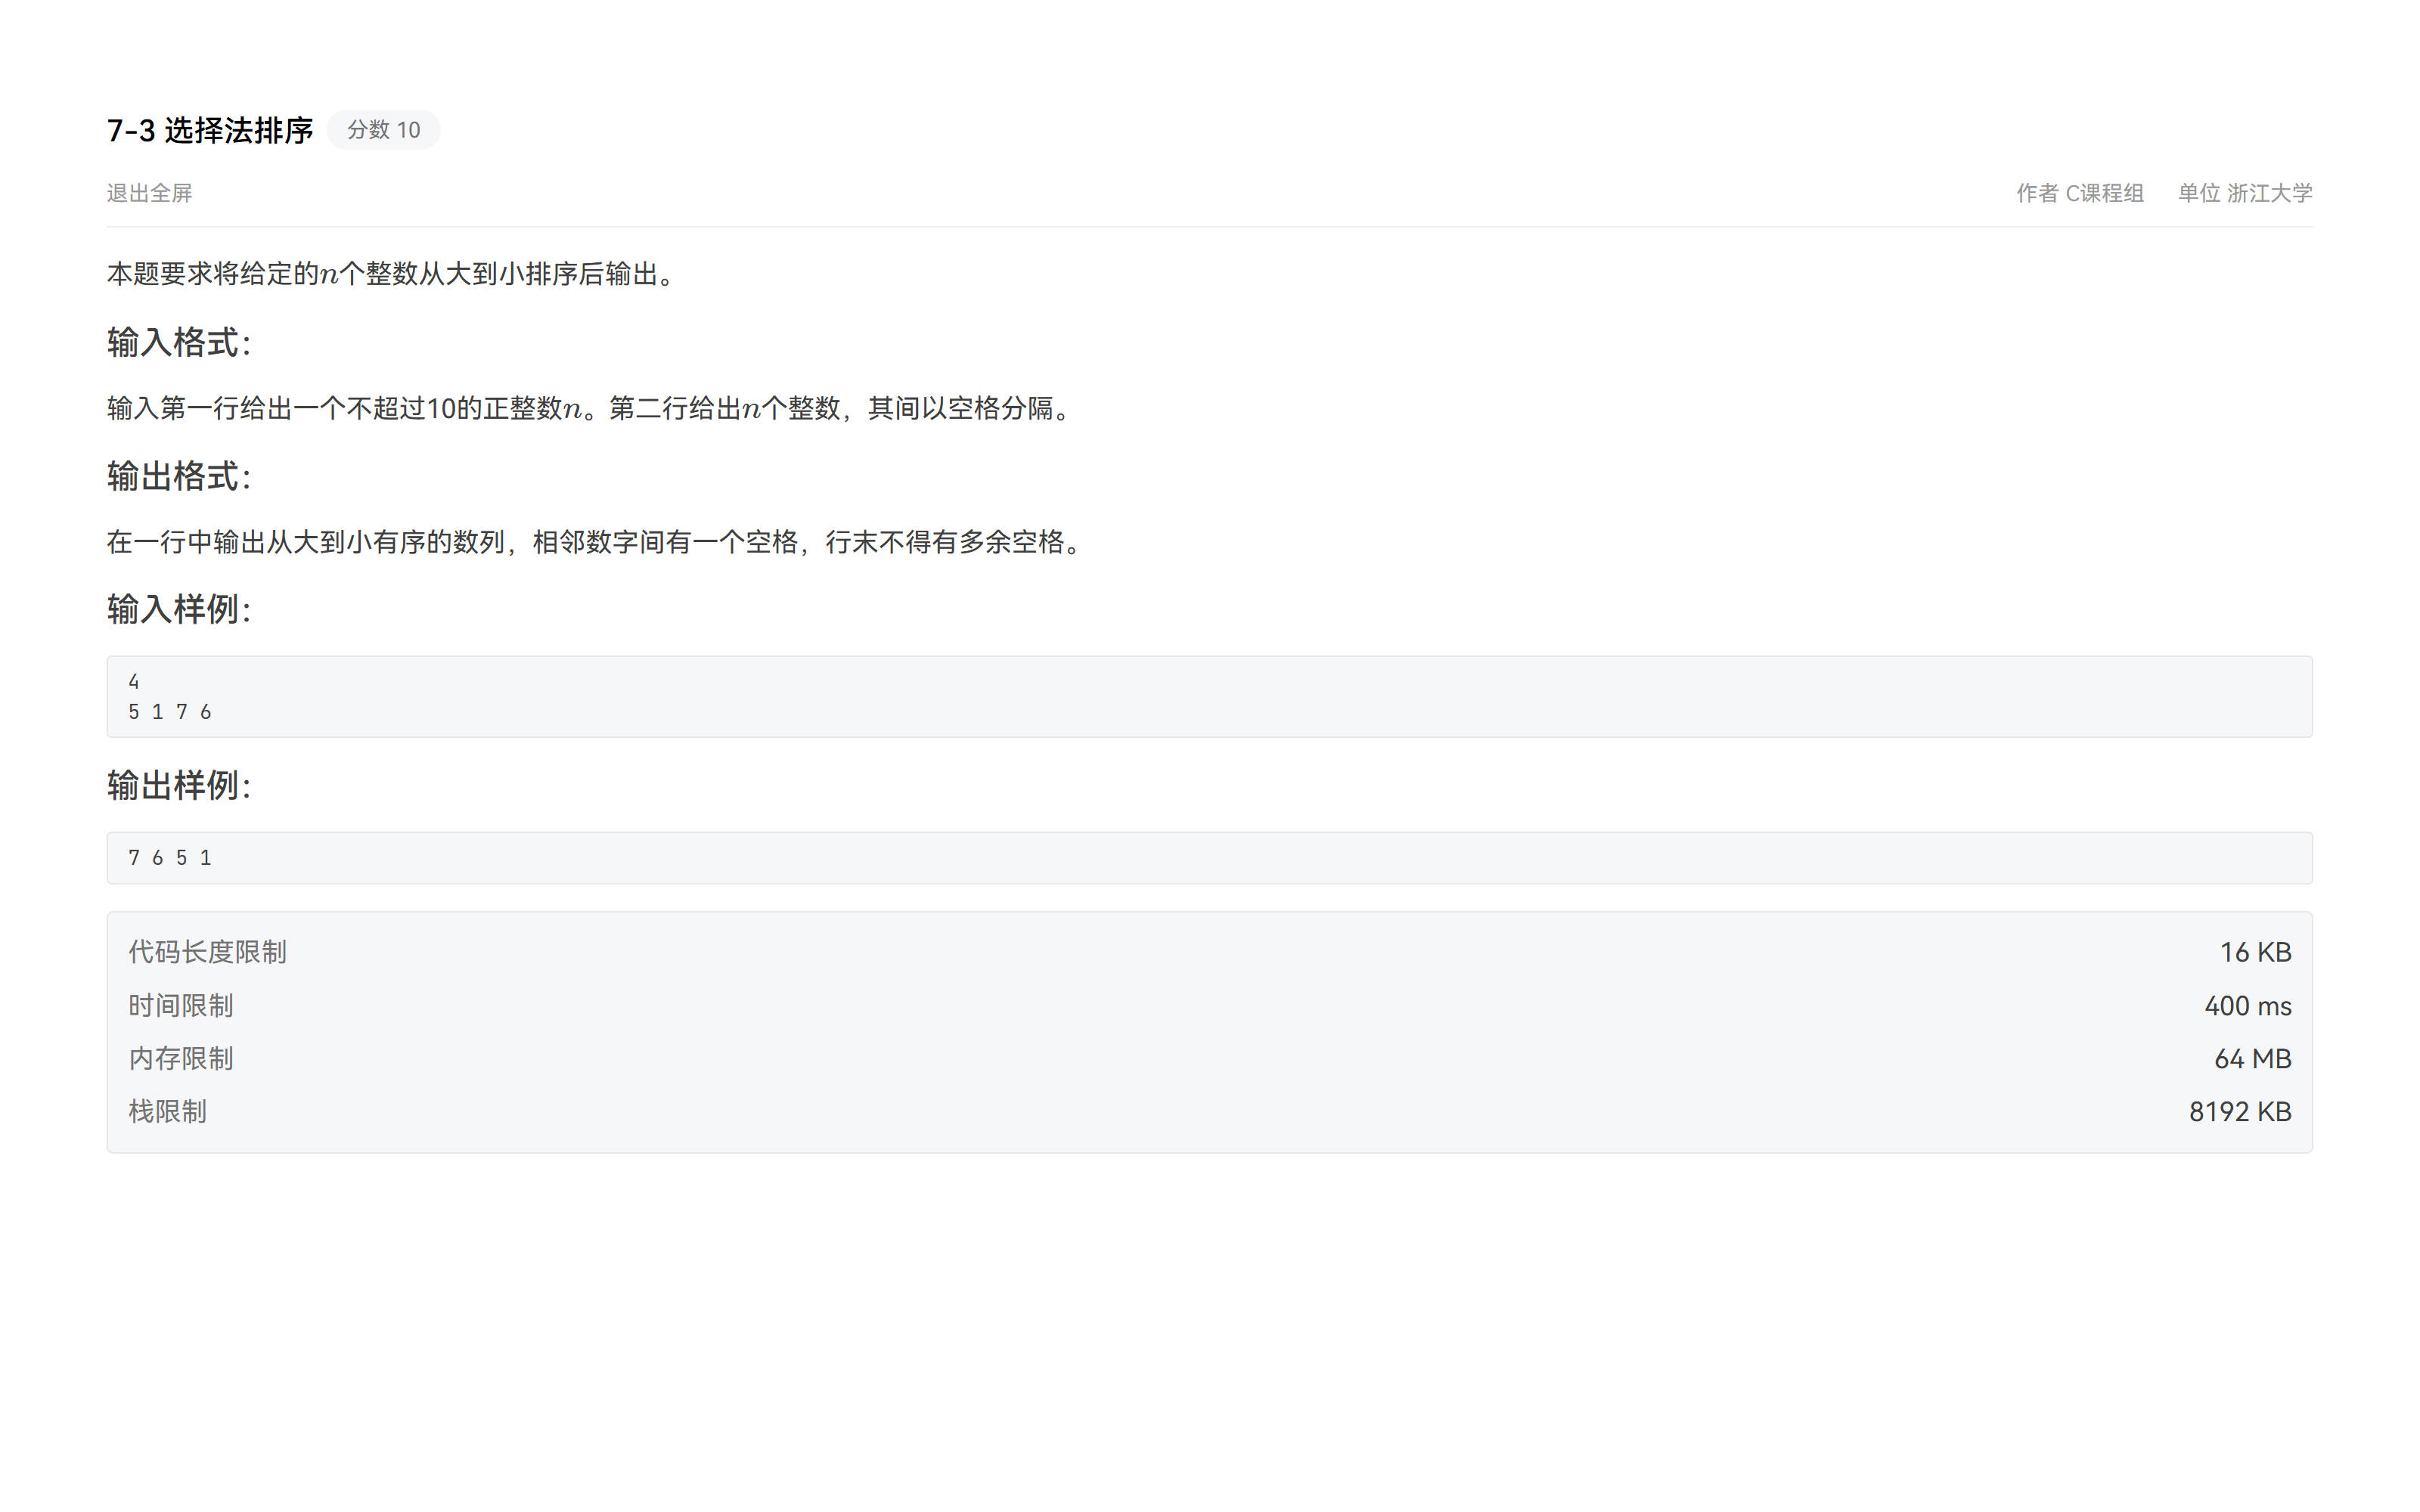 7-3 选择法排序 分数 10
退出全屏 作者 C课程组 单位 浙江大学
本题要求将给定的n个整数从大到小排序后输出。
输入格式：
输入第一行给出一个不超过10的正整数n。第二行给出n个整数，其间以空格分隔。
输出格式：
在一行中输出从大到小有序的数列，相邻数字间有一个空格，行末不得有多余空格。
输入样例：
4
5 1 7 6
输出样例：
7 6 5 1
代码长度限制 16 KB
时间限制 400 ms
内存限制 64 MB
栈限制 8192 KB